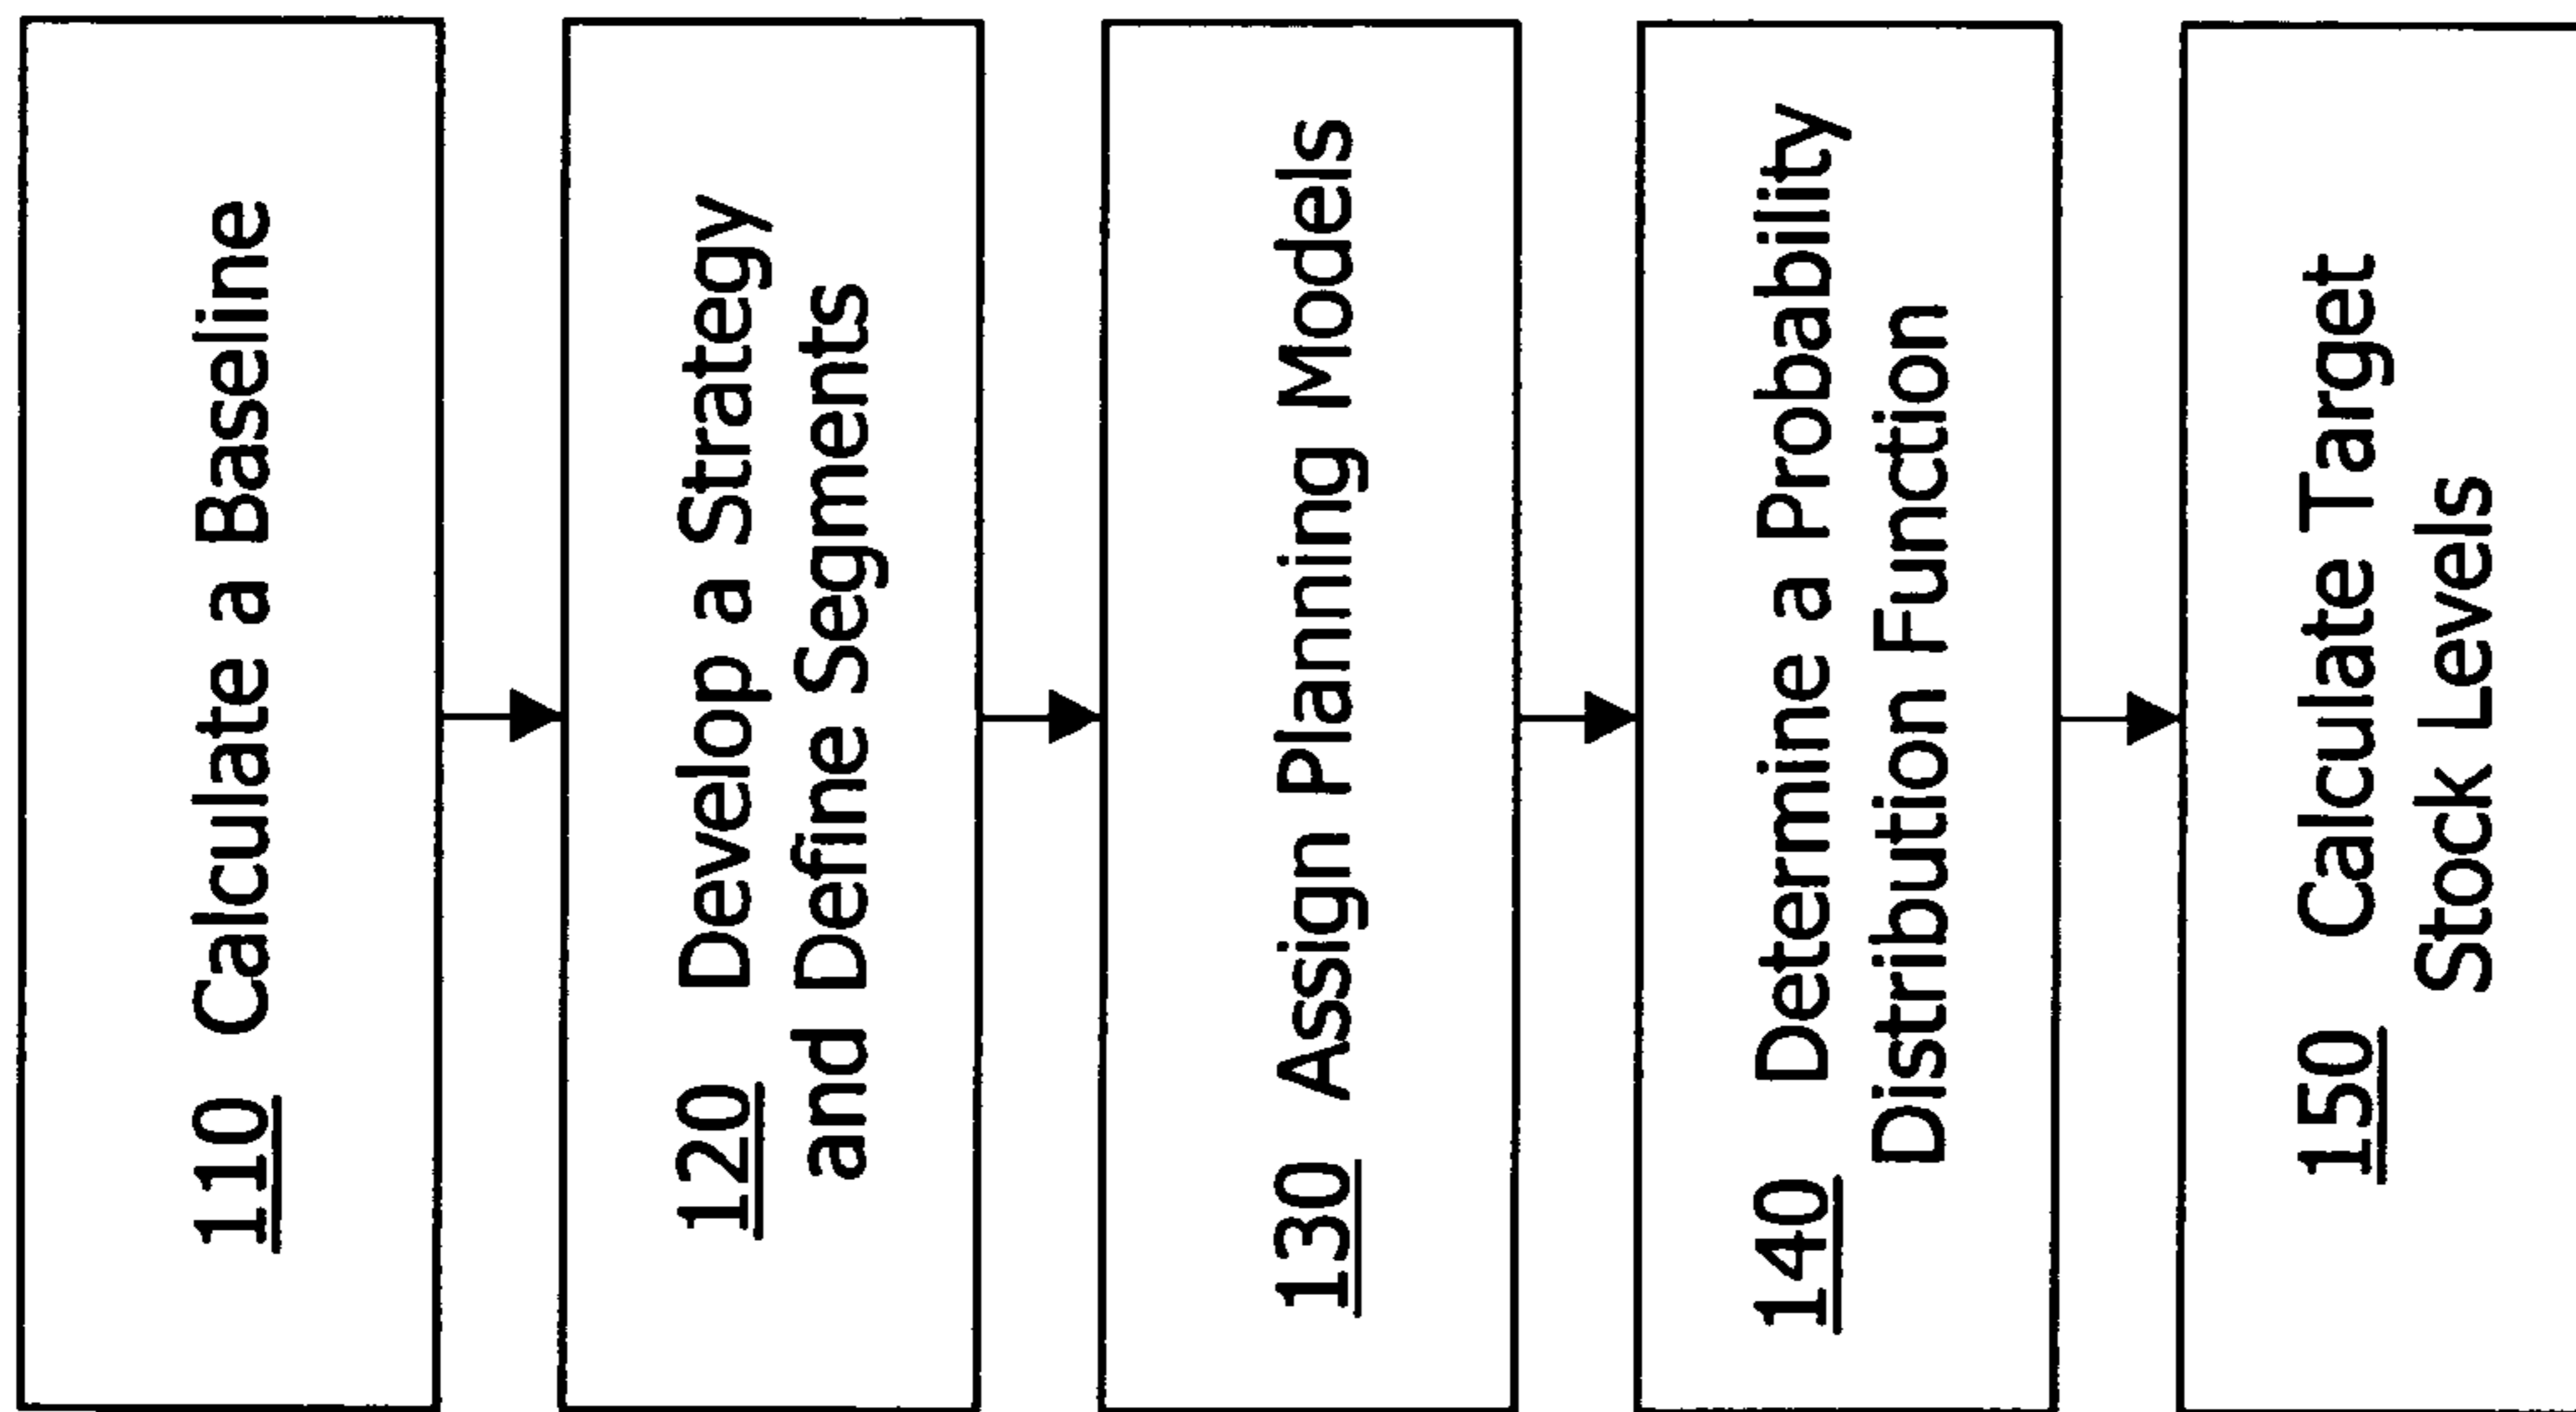 110 Calculate a Baseline
120 Develop a Strategy
and Define Segments
130 Assign Planning Models
140 Determine a Probability
Distribution Function
150 Calculate Target
Stock Levels